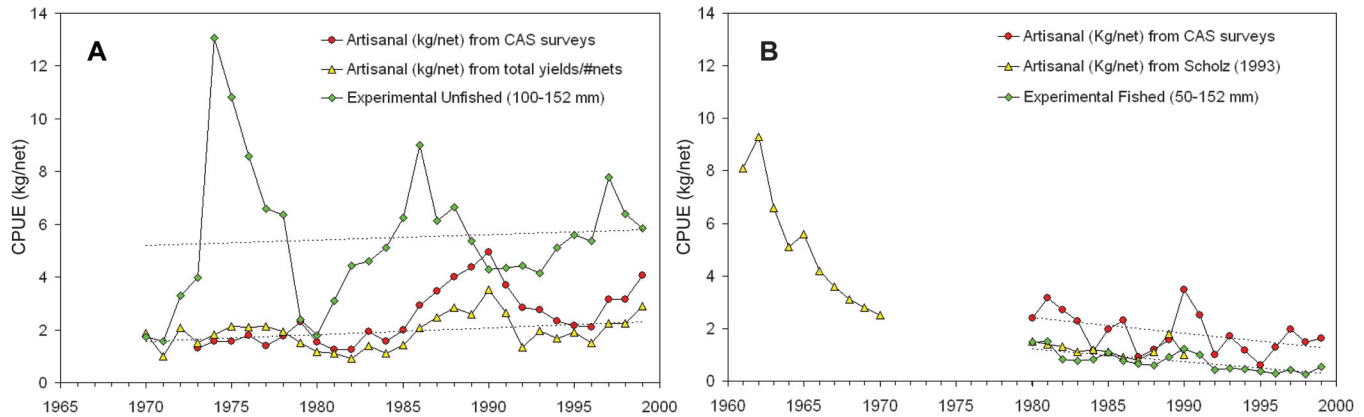 A
Artisanal (kg/net) from CAS surveys
Artisanal (kg/net) from total yields/#nets
Experimental Unfished (100-152 mm)
CPUE (kg/net)
14
12
10
8
6
4
2
0
1965 1970 1975 1980 1985 1990 1995 2000
B
Artisanal (Kg/net) from CAS surveys
Artisanal (Kg/net) from Scholz (1993)
Experimental Fished (50-152 mm)
CPUE (kg/net)
14
12
10
8
6
4
2
0
1960 1965 1970 1975 1980 1985 1990 1995 2000